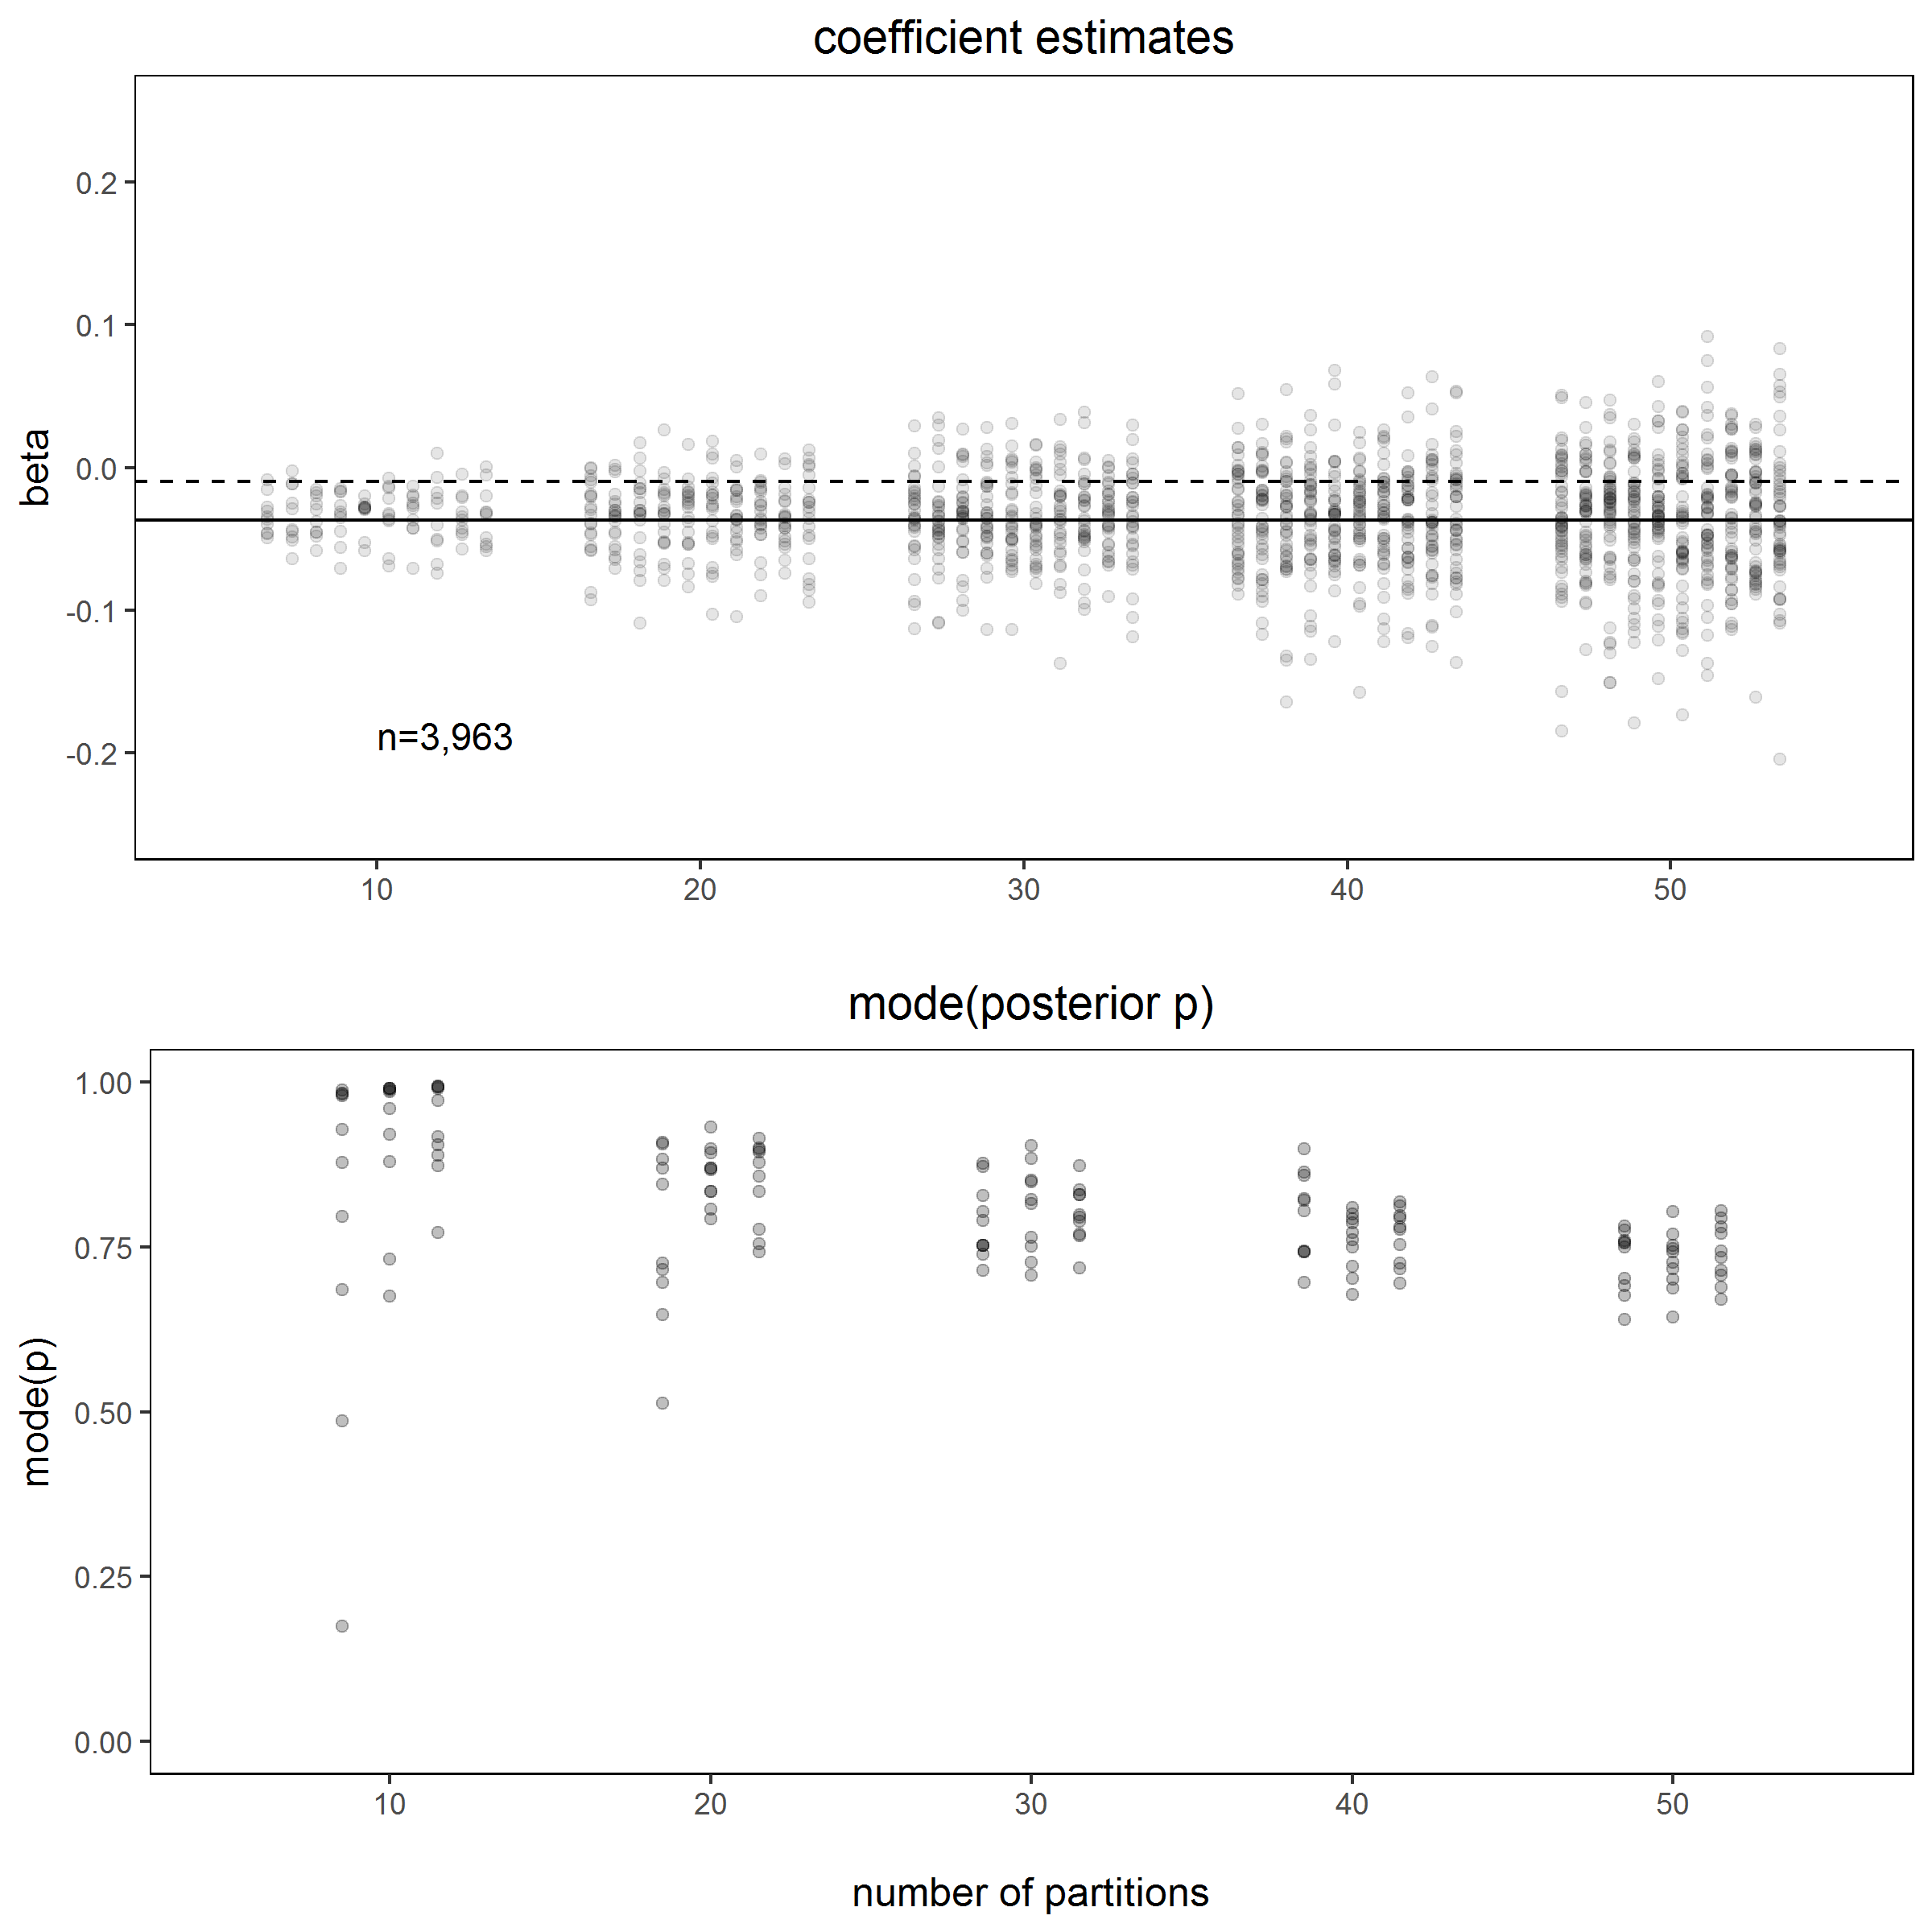 coefficient estimates
0.2
0.1
0.0
-0.1
-0.2
beta
n=3,963
10 20 30 40 50
mode(posterior p)
1.00
0.75
0.50
0.25
0.00
mode(p)
10 20 30 40 50
number of partitions